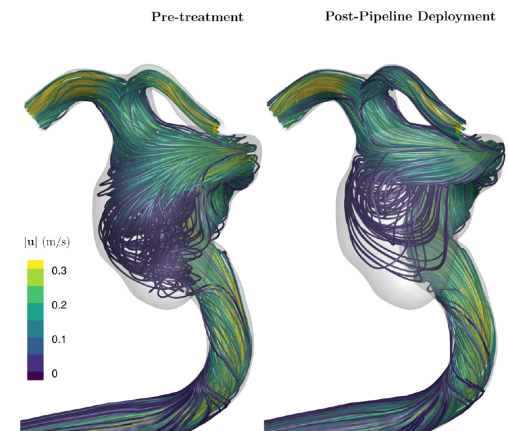 Pre-treatment
Post-Pipeline Deployment
|u| (m/s)
0.3
0.2
0.1
0